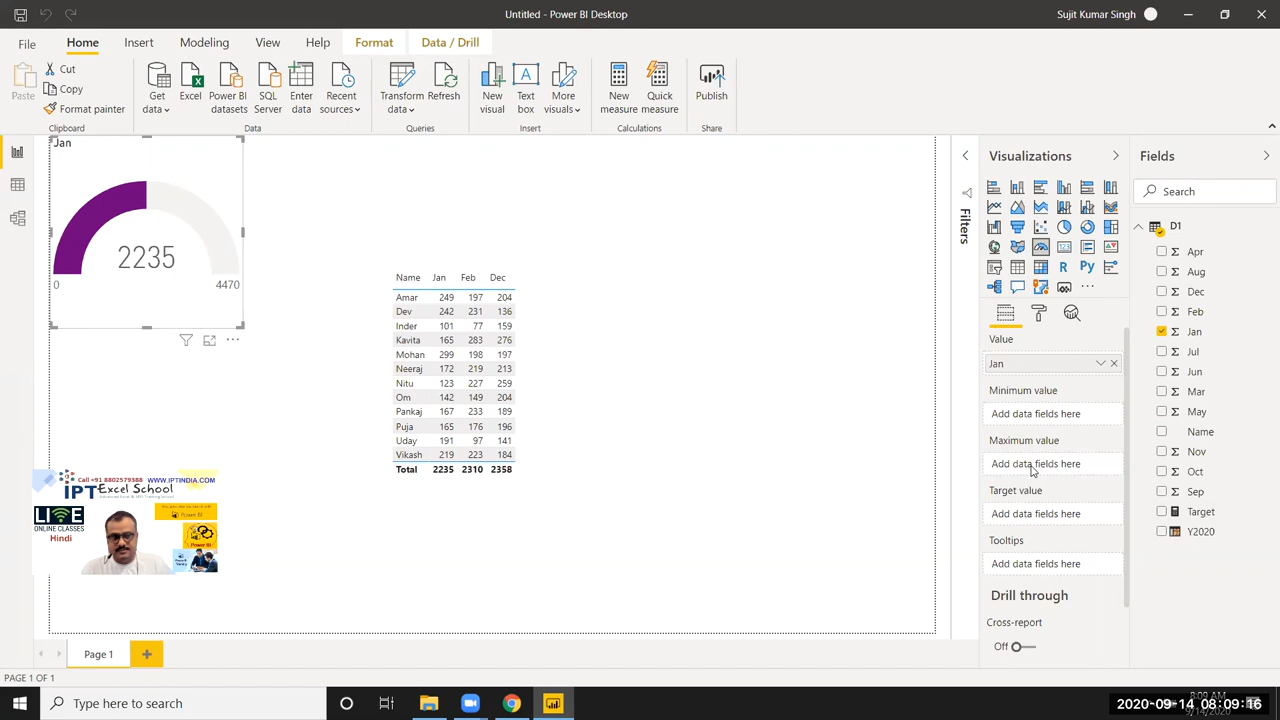 Untitled - Power BI Desktop
Sujit Kumar Singh
File
Home
Insert
Modeling
View
Help
Format
Data / Drill
Paste
Cut
Copy
Format painter
Clipboard
Get data
Excel
Power BI datasets
SQL Server
Enter data
Recent sources
Data
Transform data
Refresh
Queries
New visual
Text box
More visuals
Insert
New measure
Quick measure
Calculations
Publish
Share
Jan
2235
0
4470
Name Jan Feb Dec
Amar 249 197 204
Dev 242 231 136
Inder 101 77 159
Kavita 165 283 276
Mohan 299 198 197
Neeraj 172 219 213
Nitu 123 227 259
Om 142 149 204
Pankaj 167 233 189
Puja 165 176 196
Uday 191 97 141
Vikash 219 223 184
Total 2235 2310 2358
Call +91 8802579388 WWW.IPTINDIA.COM
IPT Excel School
LIVE
ONLINE CLASSES
Hindi
Power BI
Filters
Visualizations
R
Py
Value
Jan
Minimum value
Add data fields here
Maximum value
Add data fields here
Target value
Add data fields here
Tooltips
Add data fields here
Drill through
Cross-report
Off
Fields
Search
D1
Apr
Aug
Dec
Feb
Jan
Jul
Jun
Mar
May
Name
Nov
Oct
Sep
Target
Y2020
Page 1
PAGE 1 OF 1
Type here to search
2020-09-14 08:09:16